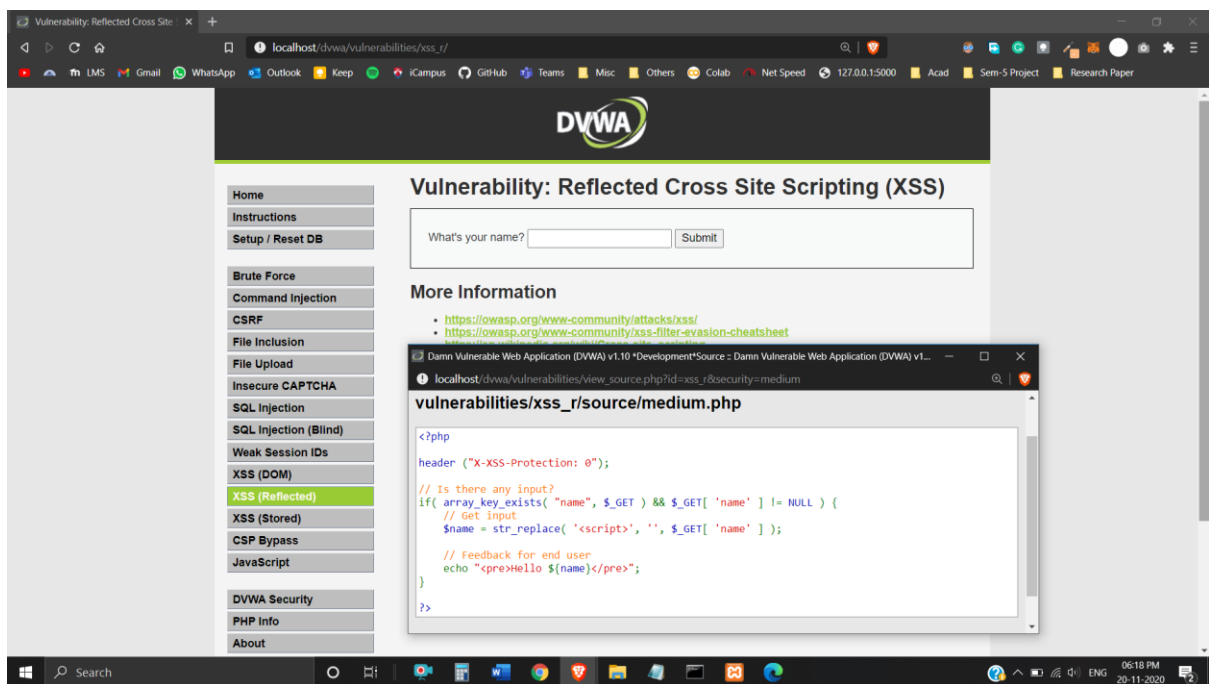 Vulnerability: Reflected Cross Site
localhost/dvwa/vulnerabilities/xss_r/
LMS Gmail WhatsApp Outlook Keep iCampus GitHub Teams Misc Others Colab Net Speed 127.0.0.1:5000 Acad Sem-5 Project Research Paper
DVWA
Home
Instructions
Setup / Reset DB
Brute Force
Command Injection
CSRF
File Inclusion
File Upload
Insecure CAPTCHA
SQL Injection
SQL Injection (Blind)
Weak Session IDs
XSS (DOM)
XSS (Reflected)
XSS (Stored)
CSP Bypass
JavaScript
DVWA Security
PHP Info
About
Vulnerability: Reflected Cross Site Scripting (XSS)
What's your name? Submit
More Information
https://owasp.org/www-community/attacks/xss/
https://owasp.org/www-community/xss-filter-evasion-cheatsheet
Damn Vulnerable Web Application (DVWA) v1.10 *Development*Source :: Damn Vulnerable Web Application (DVWA) v1...
localhost/dvwa/vulnerabilities/view_source.php?id=xss_r&security=medium
vulnerabilities/xss_r/source/medium.php
<?php
header ("X-XSS-Protection: 0");
// Is there any input?
if( array_key_exists( "name", $_GET ) && $_GET[ 'name' ] != NULL ) {
// Get input
$name = str_replace( '<script>', '', $_GET[ 'name' ] );
// Feedback for end user
echo "<pre>Hello ${name}</pre>";
}
?>
Search
ENG
06:18 PM
20-11-2020